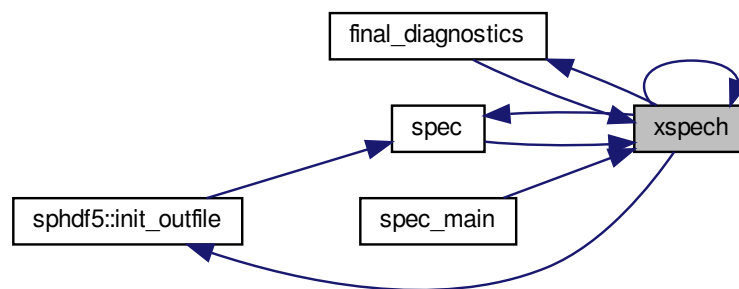 final_diagnostics
spec
xspech
sphdf5::init_outfile
spec_main